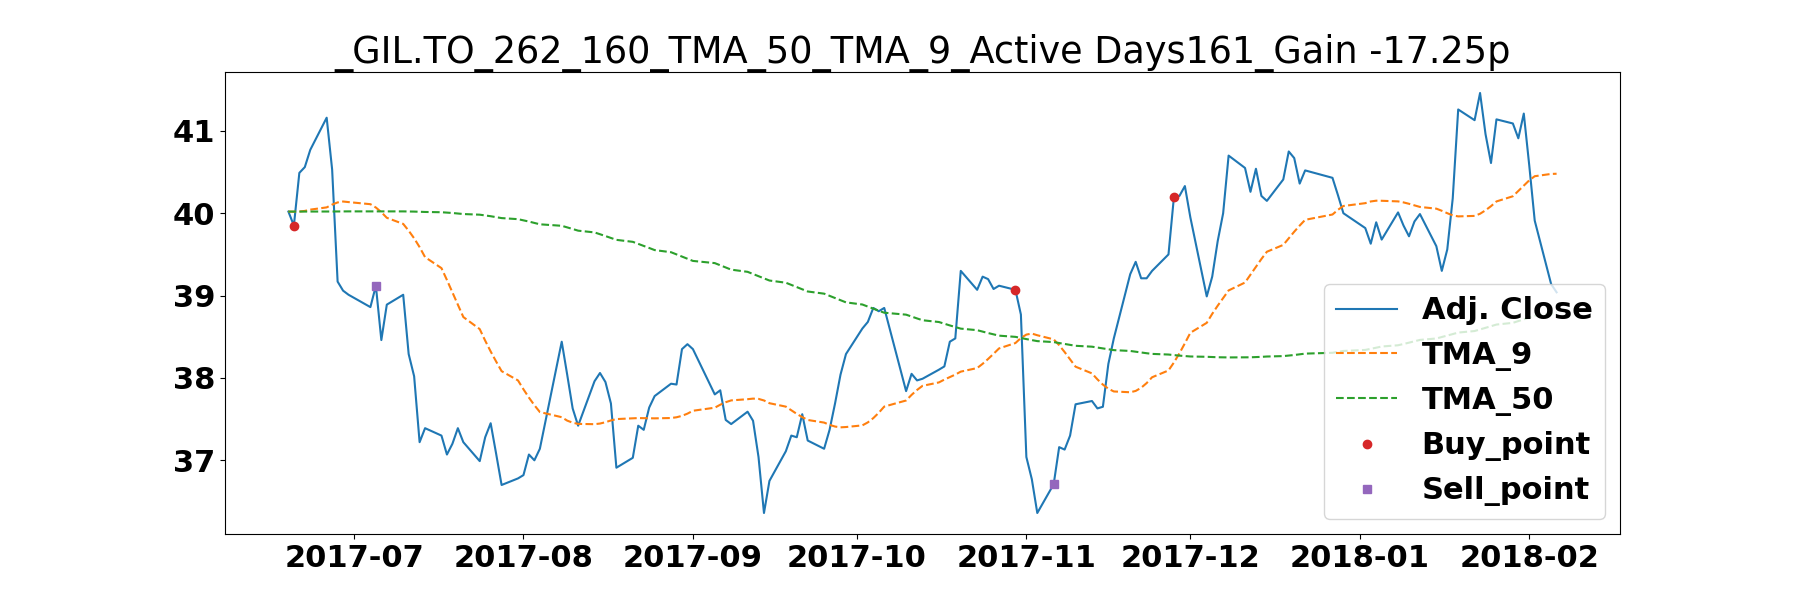 _GIL.TO_262_160_TMA_50_TMA_9_Active Days161_Gain -17.25p
41
40
39
38
37
2017-07 2017-08 2017-09 2017-10 2017-11 2017-12 2018-01 2018-02
Adj. Close
TMA_9
TMA_50
Buy_point
Sell_point